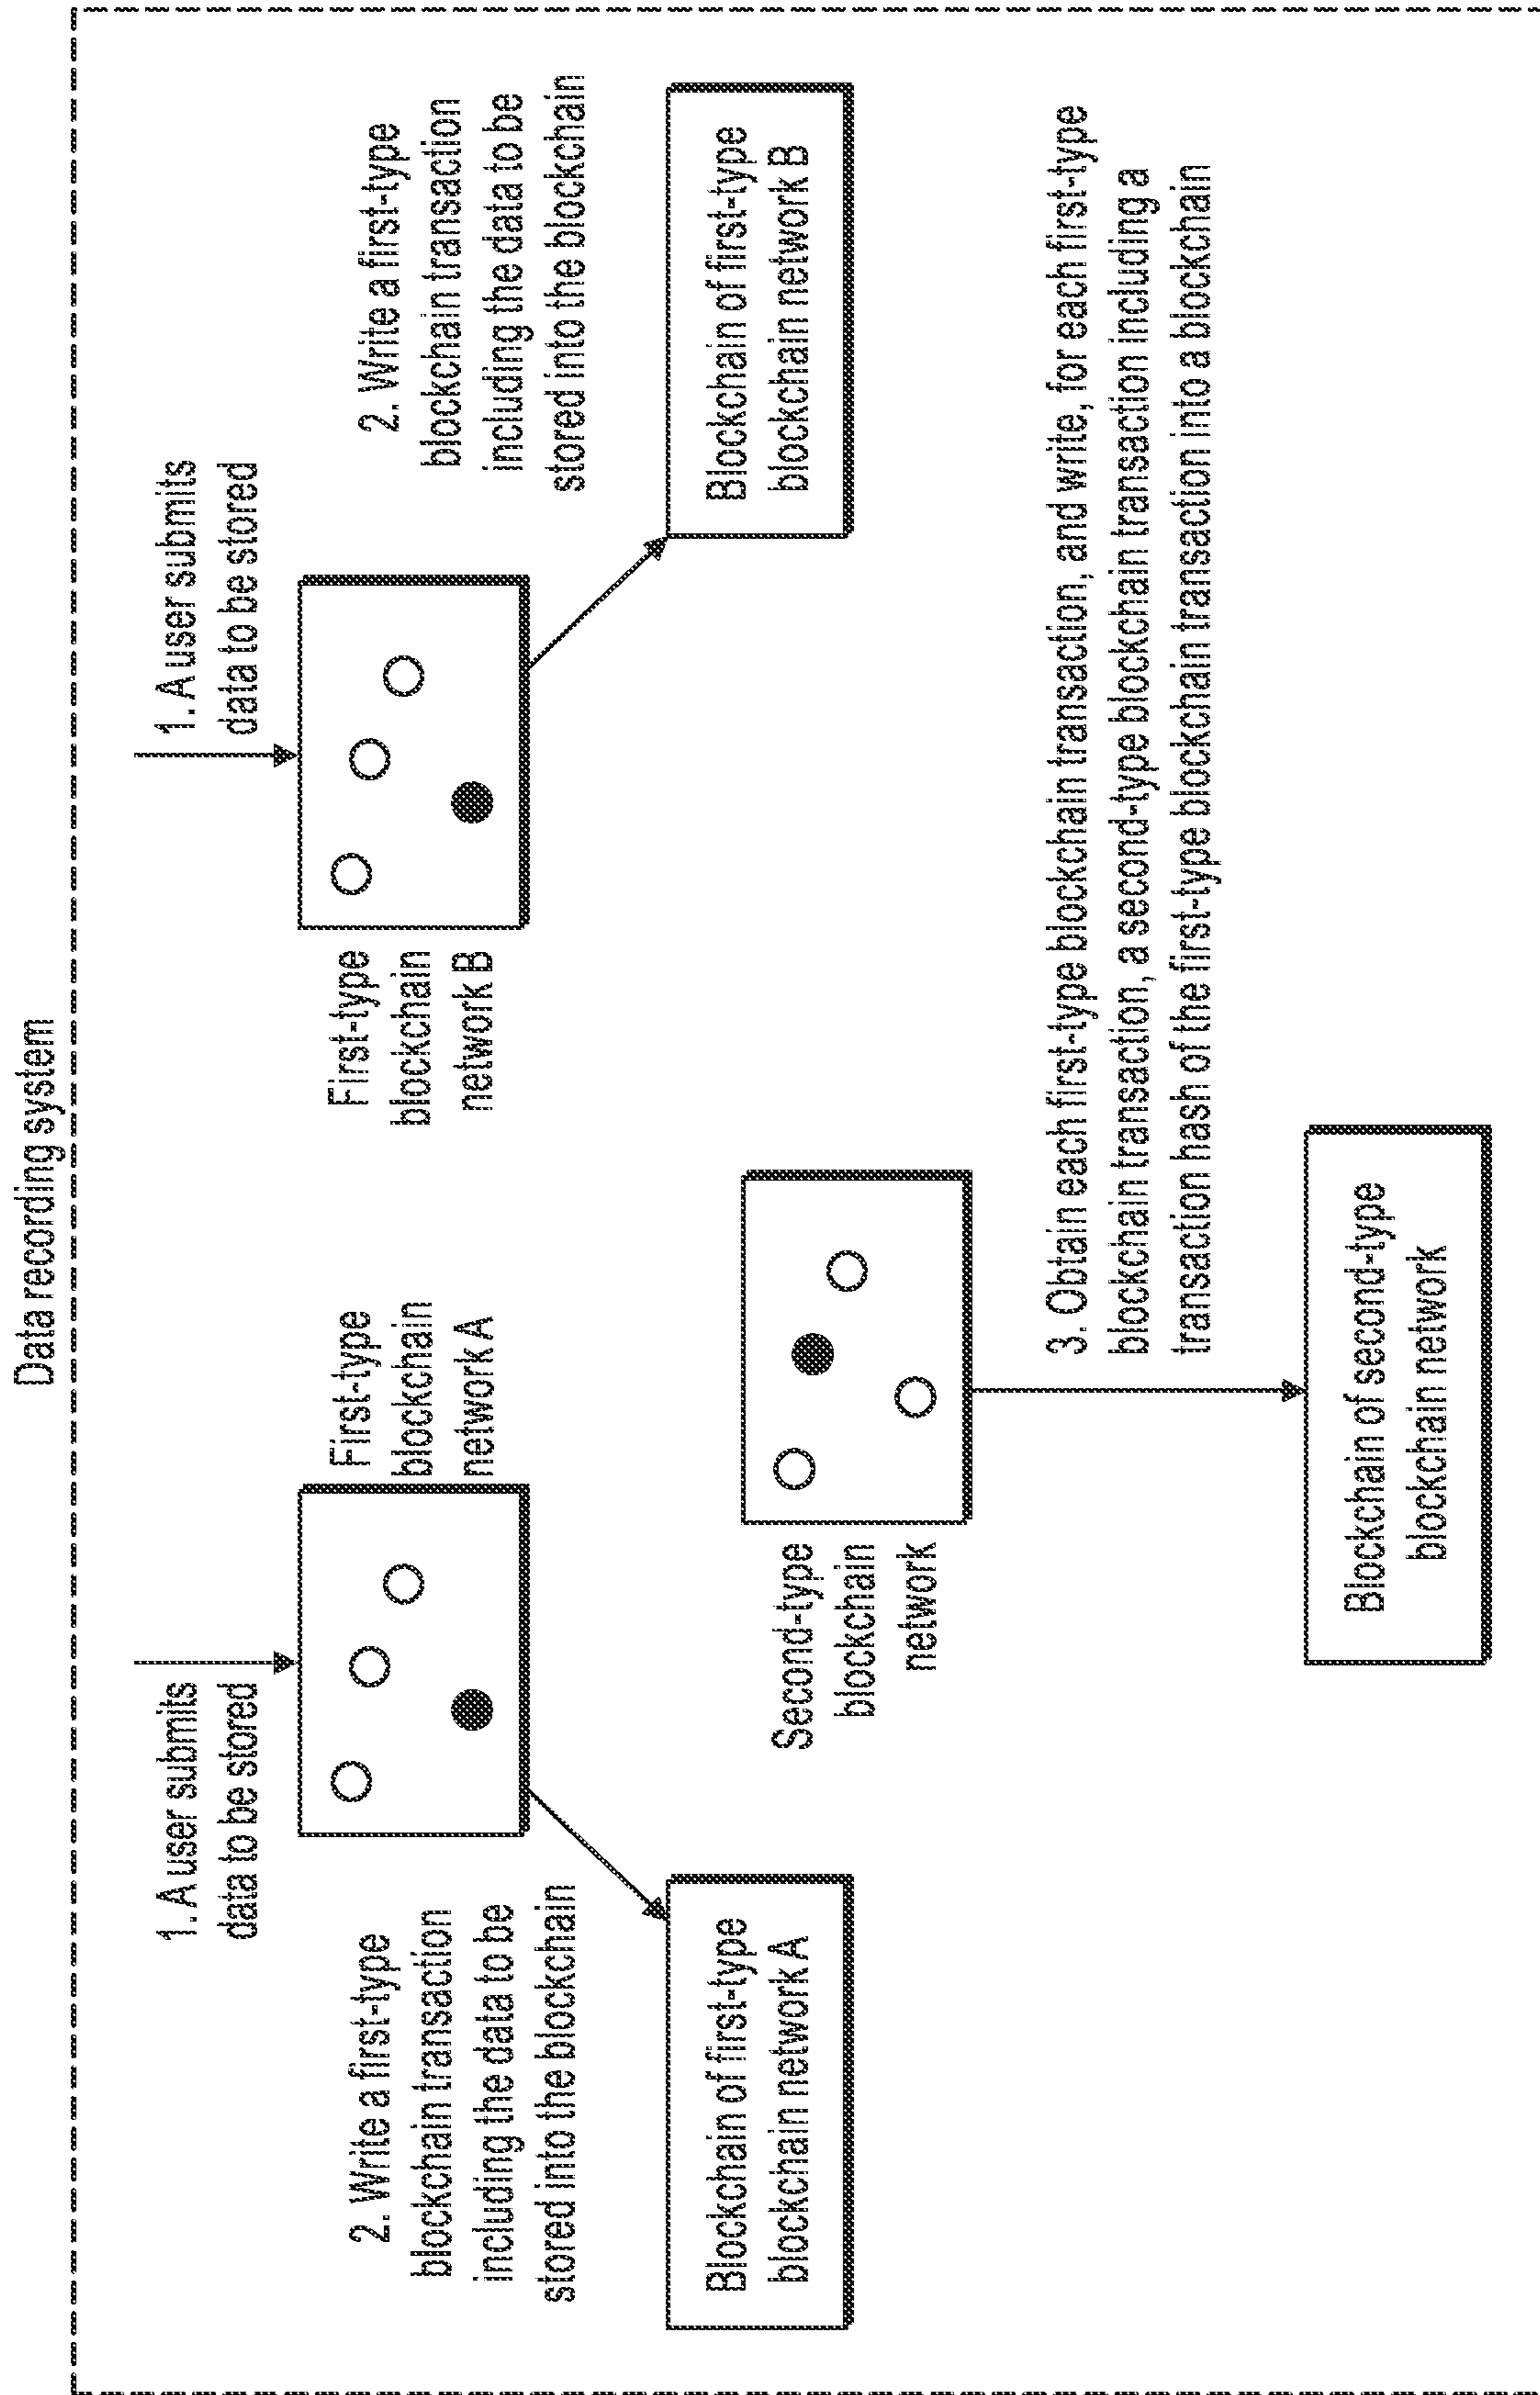 Data recording system
1. A user submits
data to be stored
1. A user submits
data to be stored
2. Write a first-type
blockchain transaction
including the data to be
stored into the blockchain
First-type
blockchain
network A
First-type
blockchain
network B
2. Write a first-type
blockchain transaction
including the data to be
stored into the blockchain
Blockchain of first-type
blockchain network A
Second-type
blockchain
network
Blockchain of first-type
blockchain network B
3. Obtain each first-type blockchain transaction, and write, for each first-type
blockchain transaction, a second-type blockchain transaction including a
transaction hash of the first-type blockchain transaction into a blockchain
Blockchain of second-type
blockchain network